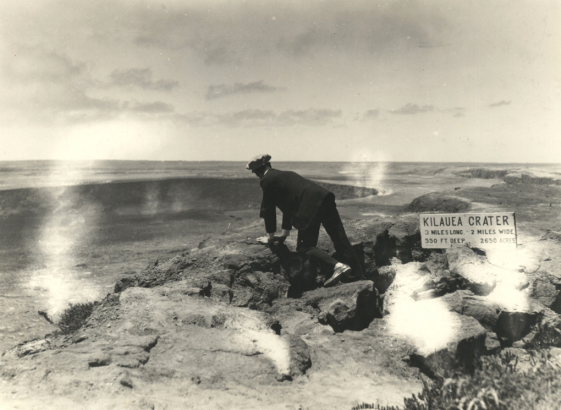 KILAUEA CRATER
3 MILES LONG - 2 MILES WIDE
550 FT DEEP 2650 ACRES